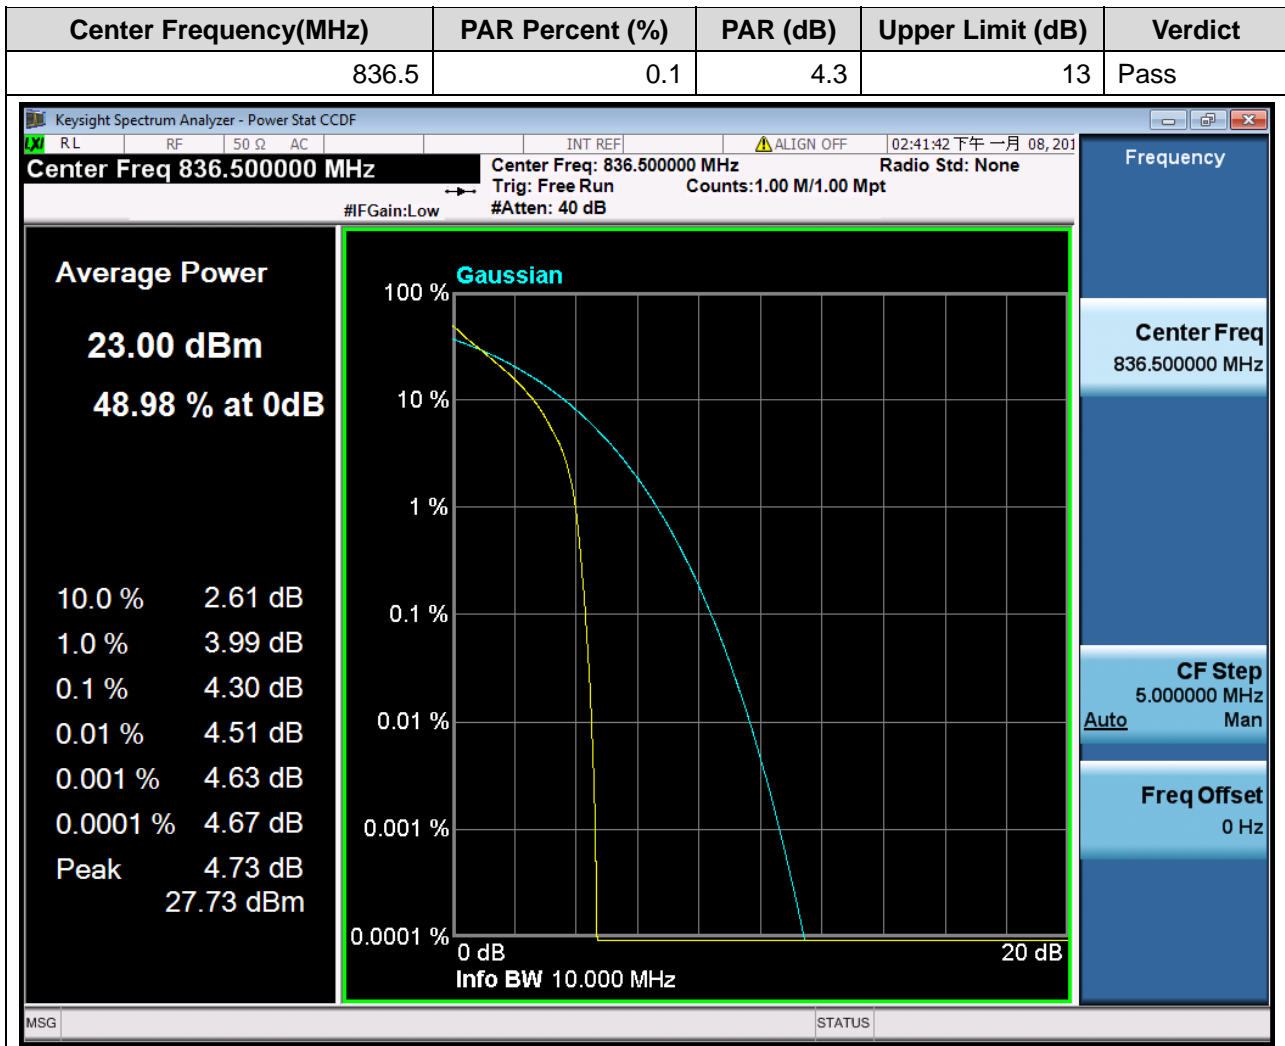 Center Frequency(MHz) PAR Percent (%) PAR (dB) Upper Limit (dB) Verdict
836.5 0.1 4.3 13 Pass
Keysight Spectrum Analyzer - Power Stat CCDF
LXI RL RF 50 Ω AC INT REF ALIGN OFF 02:41:42 下午 一月 08, 201
Center Freq 836.500000 MHz
Center Freq: 836.500000 MHz Radio Std: None
Trig: Free Run Counts:1.00 M/1.00 Mpt
#IFGain:Low #Atten: 40 dB
Average Power
23.00 dBm
48.98 % at 0dB
10.0 % 2.61 dB
1.0 % 3.99 dB
0.1 % 4.30 dB
0.01 % 4.51 dB
0.001 % 4.63 dB
0.0001 % 4.67 dB
Peak 4.73 dB
27.73 dBm
Gaussian
100 %
10 %
1 %
0.1 %
0.01 %
0.001 %
0.0001 %
0 dB 20 dB
Info BW 10.000 MHz
Frequency
Center Freq
836.500000 MHz
CF Step
5.000000 MHz
Auto Man
Freq Offset
0 Hz
MSG STATUS